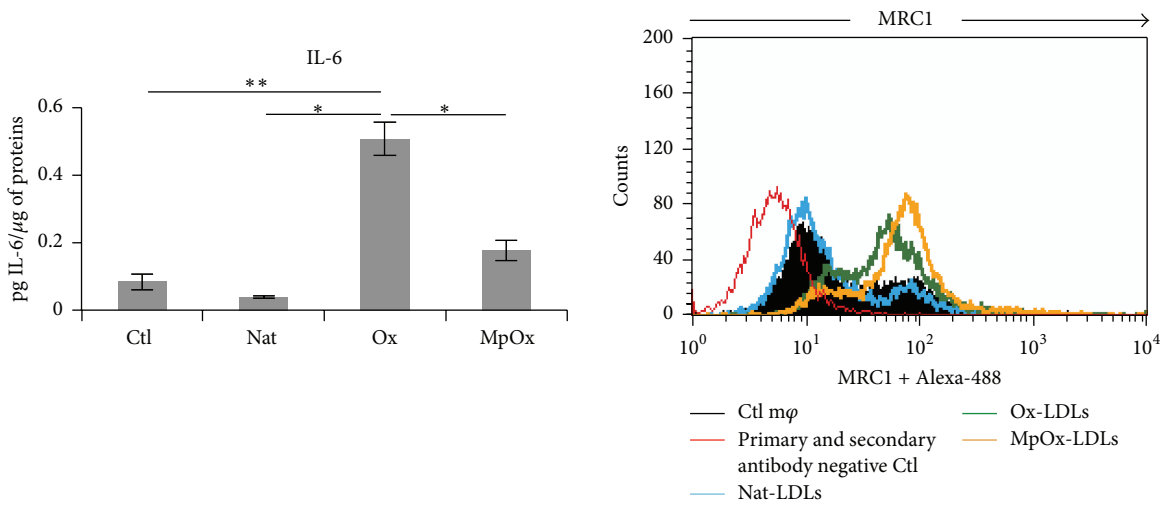 IL-6
**
*
*
pg IL-6/μg of proteins
0.6
0.4
0.2
0
Ctl
Nat
Ox
MpOx
MRC1
Counts
200
160
120
80
40
0
10^0
10^1
10^2
10^3
10^4
MRC1 + Alexa-488
Ctl mφ
Primary and secondary
antibody negative Ctl
Nat-LDLs
Ox-LDLs
MpOx-LDLs